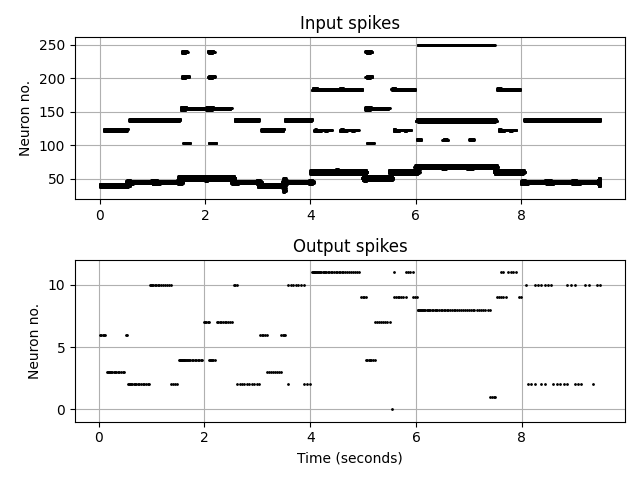 Input spikes
Neuron no.
250
200
150
100
50
0 2 4 6 8
Output spikes
Neuron no.
10
5
0
0 2 4 6 8
Time (seconds)